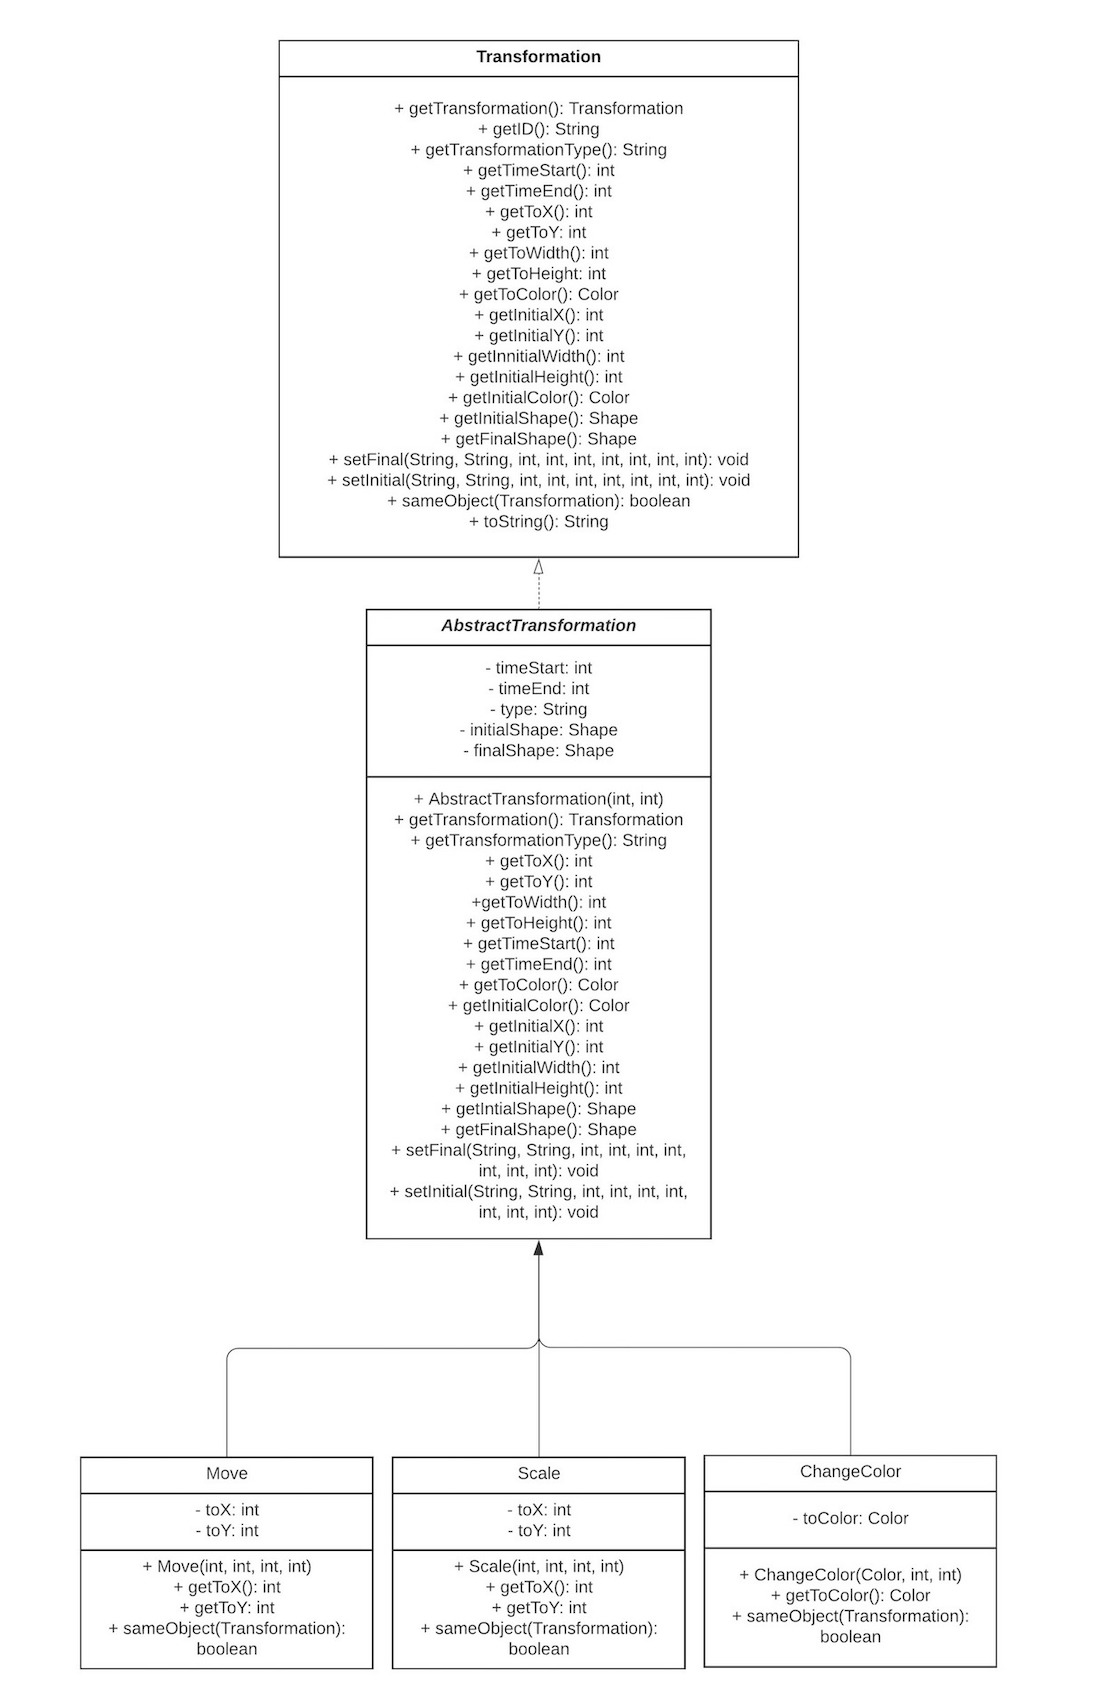 Transformation
+ getTransformation(): Transformation
+ getID(): String
+ getTransformationType(): String
+ getTimeStart(): int
+ getTimeEnd(): int
+ getToX(): int
+ getToY: int
+ getToWidth(): int
+ getToHeight: int
+ getToColor(): Color
+ getInitialX(): int
+ getInitialY(): int
+ getInnitialWidth(): int
+ getInitialHeight(): int
+ getInitialColor(): Color
+ getInitialShape(): Shape
+ getFinalShape(): Shape
+ setFinal(String, String, int, int, int, int, int, int, int): void
+ setInitial(String, String, int, int, int, int, int, int, int): void
+ sameObject(Transformation): boolean
+ toString(): String
AbstractTransformation
- timeStart: int
- timeEnd: int
- type: String
- initialShape: Shape
- finalShape: Shape
+ AbstractTransformation(int, int)
+ getTransformation(): Transformation
+ getTransformationType(): String
+ getToX(): int
+ getToY(): int
+getToWidth(): int
+ getToHeight(): int
+ getTimeStart(): int
+ getTimeEnd(): int
+ getToColor(): Color
+ getInitialColor(): Color
+ getInitialX(): int
+ getInitialY(): int
+ getInitialWidth(): int
+ getInitialHeight(): int
+ getIntialShape(): Shape
+ getFinalShape(): Shape
+ setFinal(String, String, int, int, int, int,
int, int, int): void
+ setInitial(String, String, int, int, int, int,
int, int, int): void
Move
- toX: int
- toY: int
+ Move(int, int, int, int)
+ getToX(): int
+ getToY: int
+ sameObject(Transformation):
boolean
Scale
- toX: int
- toY: int
+ Scale(int, int, int, int)
+ getToX(): int
+ getToY: int
+ sameObject(Transformation):
boolean
ChangeColor
- toColor: Color
+ ChangeColor(Color, int, int)
+ getToColor(): Color
+ sameObject(Transformation):
boolean